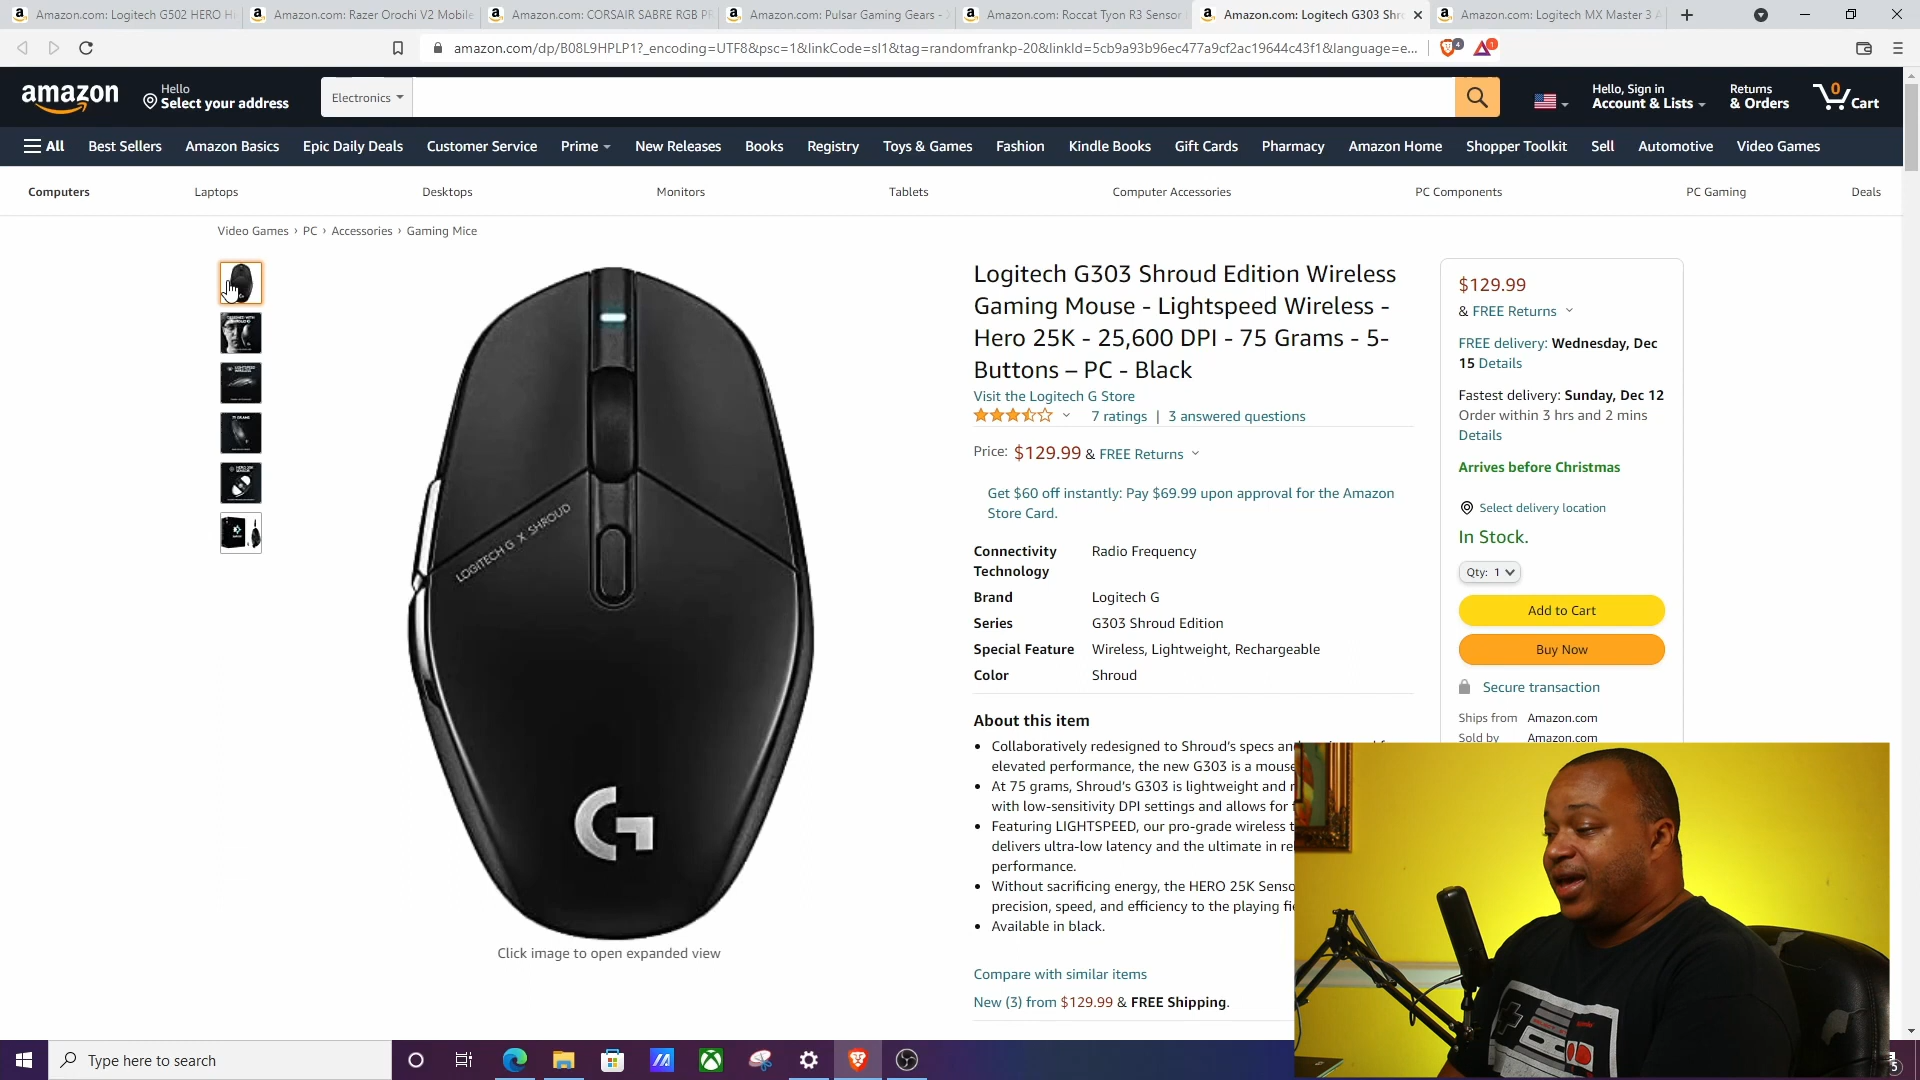 Amazon.com: Logitech G502 HERO Hi
Amazon.com: Razer Orochi V2 Mobile
Amazon.com: CORSAIR SABRE RGB PR
Amazon.com: Pulsar Gaming Gears -
Amazon.com: Roccat Tyon R3 Sensor
Amazon.com: Logitech G303 Shro
Amazon.com: Logitech MX Master 3 A
amazon.com/dp/B08L9HPLP1?_encoding=UTF8&psc=1&linkCode=sl1&tag=randomfrankp-20&linkId=5cb9a93b96ec477a9cf2ac19644c43f1&language=e...
4
1
amazon
Hello
Select your address
Electronics
Hello, Sign in
Account & Lists
Returns
& Orders
0
Cart
All Best Sellers Amazon Basics Epic Daily Deals Customer Service Prime New Releases Books Registry Toys & Games Fashion Kindle Books Gift Cards Pharmacy Amazon Home Shopper Toolkit Sell Automotive Video Games
Computers Laptops Desktops Monitors Tablets Computer Accessories PC Components PC Gaming Deals
Video Games › PC › Accessories › Gaming Mice
LOGITECH G X SHROUD
G
Click image to open expanded view
Logitech G303 Shroud Edition Wireless
Gaming Mouse - Lightspeed Wireless -
Hero 25K - 25,600 DPI - 75 Grams - 5-
Buttons – PC - Black
Visit the Logitech G Store
7 ratings | 3 answered questions
Price: $129.99 & FREE Returns
Get $60 off instantly: Pay $69.99 upon approval for the Amazon
Store Card.
Connectivity Technology Radio Frequency
Brand Logitech G
Series G303 Shroud Edition
Special Feature Wireless, Lightweight, Rechargeable
Color Shroud
About this item
• Collaboratively redesigned to Shroud's specs an
elevated performance, the new G303 is a mouse
• At 75 grams, Shroud's G303 is lightweight and
with low-sensitivity DPI settings and allows for
• Featuring LIGHTSPEED, our pro-grade wireless t
delivers ultra-low latency and the ultimate in re
performance.
• Without sacrificing energy, the HERO 25K Senso
precision, speed, and efficiency to the playing fi
• Available in black.
Compare with similar items
New (3) from $129.99 & FREE Shipping.
$129.99
& FREE Returns
FREE delivery: Wednesday, Dec
15 Details
Fastest delivery: Sunday, Dec 12
Order within 3 hrs and 2 mins
Details
Arrives before Christmas
Select delivery location
In Stock.
Qty: 1
Add to Cart
Buy Now
Secure transaction
Ships from Amazon.com
Sold by Amazon.com
Type here to search
5